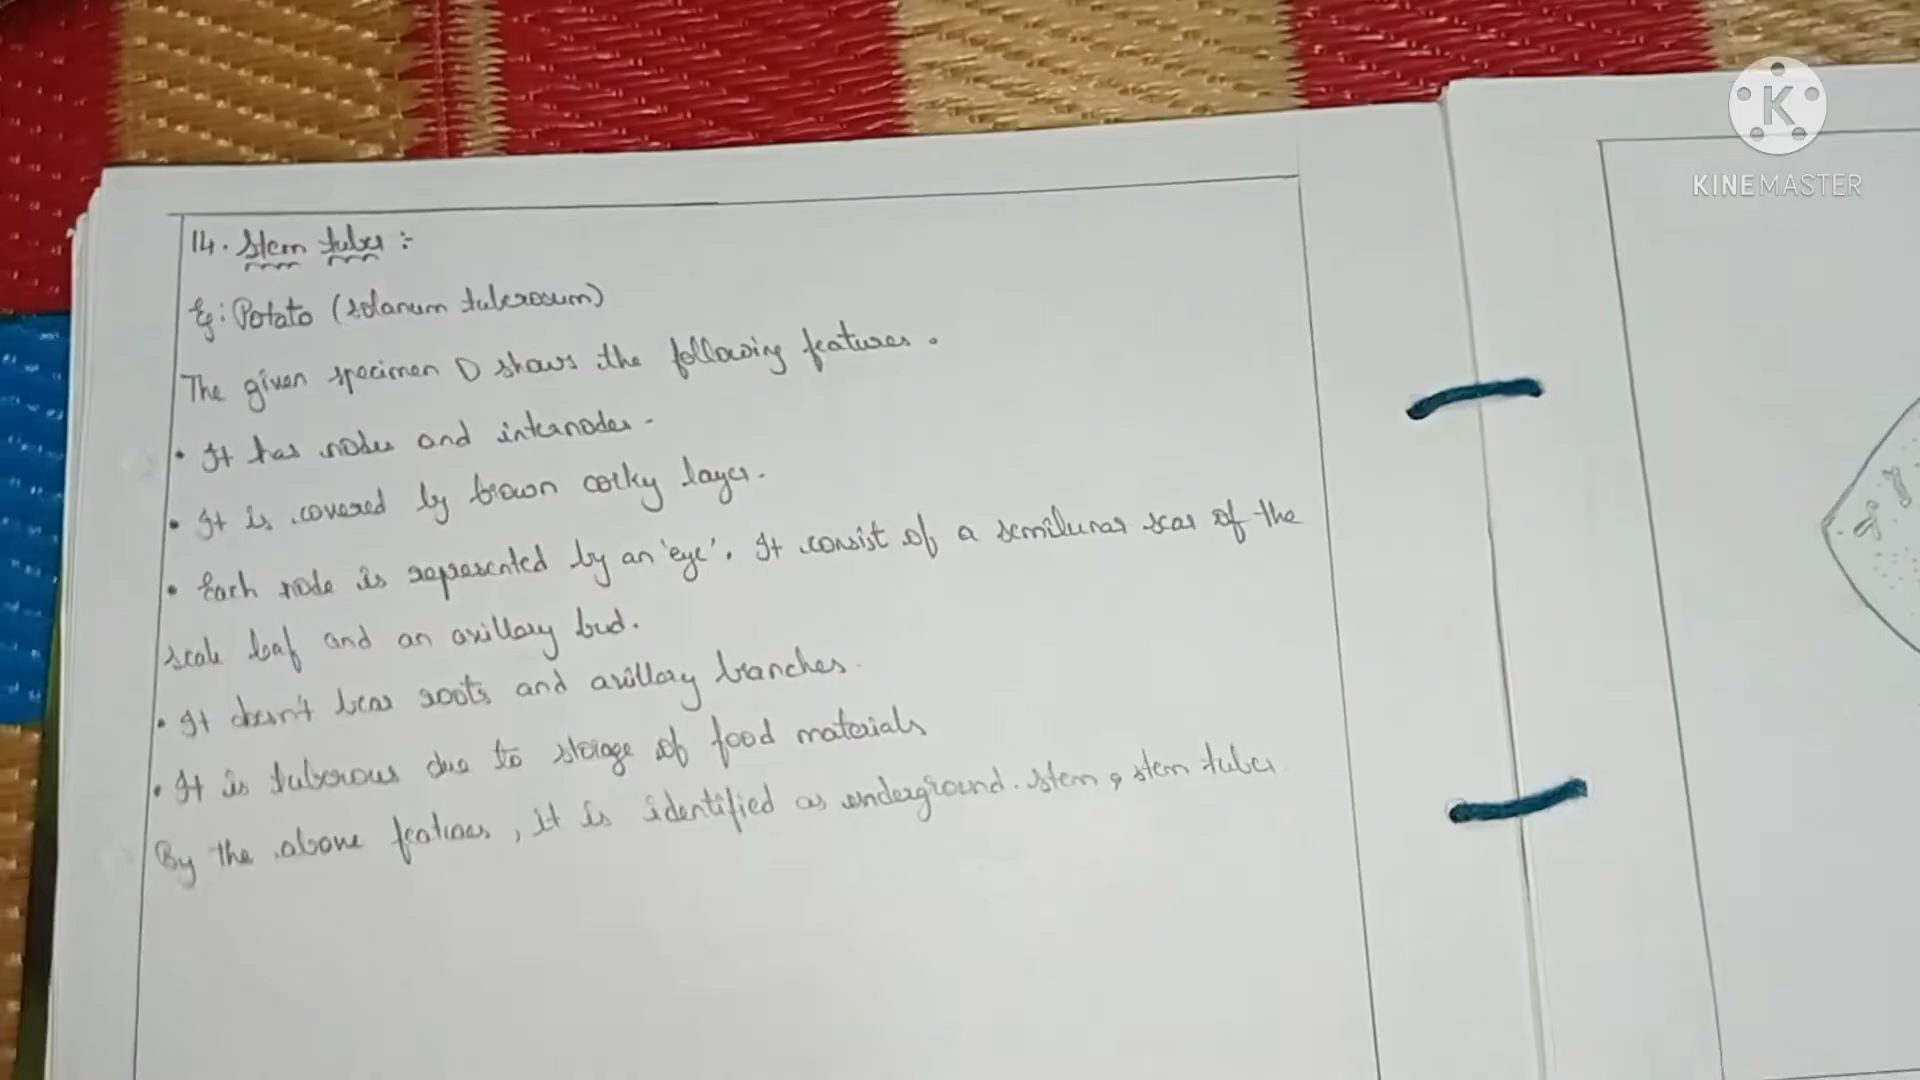 14. Stem tuber :-
Eg: Potato (solanum tuberosum)
The given specimen D shows the following features.
• It has nodes and internodes.
• It is covered by brown corky layer.
• Each node is represented by an 'eye'. It consist of a semilunar scar of the
scale leaf and an axillary bud.
• It doesn't bear roots and axillary branches.
• It is tuberous due to storage of food materials
By the above features, it is identified as underground stem, stem tuber
K
KINEMASTER